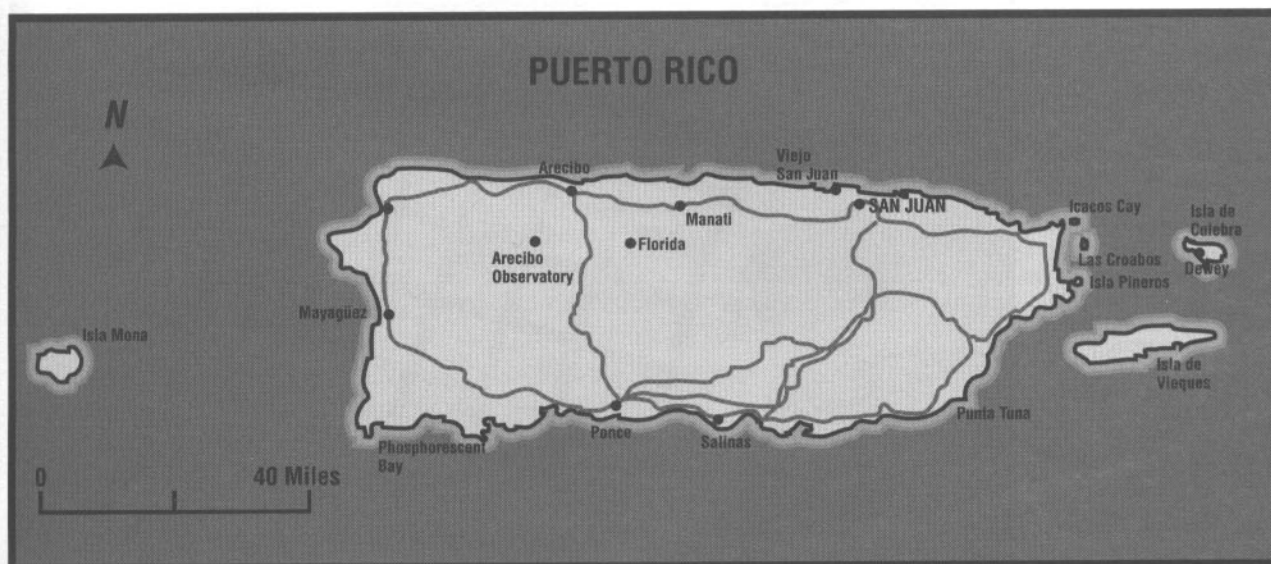 PUERTO RICO
N
Arecibo
Viejo
San Juan
SAN JUAN
Manati
Icacos Cay
Isla de
Culebra
Arecibo
Observatory
Florida
Las Croabos
Dewey
Isla Pineros
Mayagüez
Isla Mona
Isla de
Vieques
Punta Tuna
Ponce
Salinas
Phosphorescent
Bay
0
40 Miles